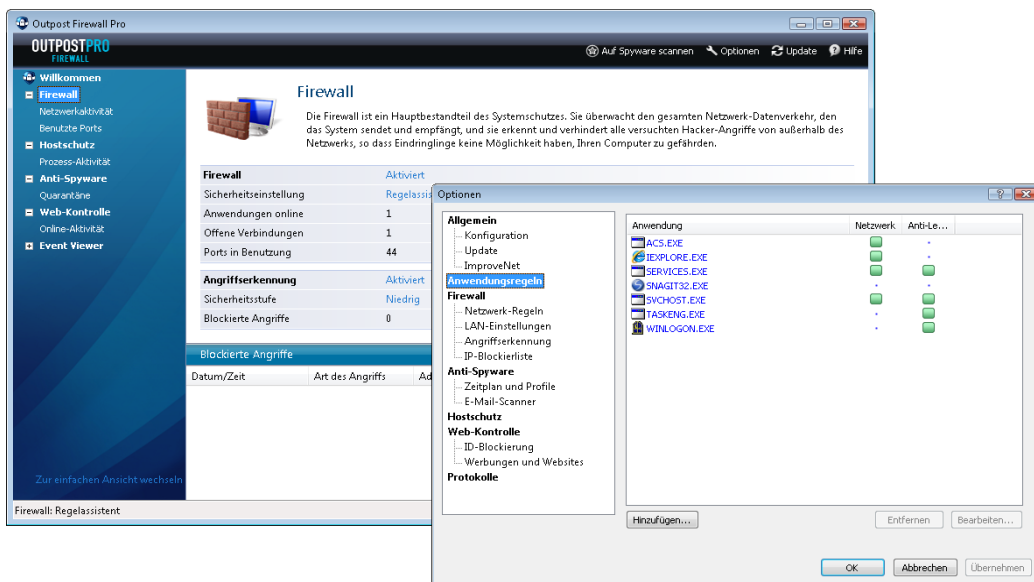 Outpost Firewall Pro
OUTPOSTPRO
FIREWALL
Auf Spyware scannen
Optionen
Update
Hilfe
Willkommen
Firewall
Netzwerkaktivität
Benutzte Ports
Hostschutz
Prozess-Aktivität
Anti-Spyware
Quarantäne
Web-Kontrolle
Online-Aktivität
Event Viewer
Zur einfachen Ansicht wechseln
Firewall
Die Firewall ist ein Hauptbestandteil des Systemschutzes. Sie überwacht den gesamten Netzwerk-Datenverkehr, den
das System sendet und empfängt, und sie erkennt und verhindert alle versuchten Hacker-Angriffe von außerhalb des
Netzwerks, so dass Eindringlinge keine Möglichkeit haben, Ihren Computer zu gefährden.
Firewall Aktiviert
Sicherheitseinstellung Regelassis
Anwendungen online 1
Offene Verbindungen 1
Ports in Benutzung 44
Angriffserkennung Aktiviert
Sicherheitsstufe Niedrig
Blockierte Angriffe 0
Blockierte Angriffe
Datum/Zeit Art des Angriffs Ad
Firewall: Regelassistent
Optionen
Allgemein
Konfiguration
Update
ImproveNet
Anwendungsregeln
Firewall
Netzwerk-Regeln
LAN-Einstellungen
Angriffserkennung
IP-Blockierliste
Anti-Spyware
Zeitplan und Profile
E-Mail-Scanner
Hostschutz
Web-Kontrolle
ID-Blockierung
Werbungen und Websites
Protokolle
Anwendung Netzwerk Anti-Le...
ACS.EXE
IEXPLORE.EXE
SERVICES.EXE
SNAGIT32.EXE
SVCHOST.EXE
TASKENG.EXE
WINLOGON.EXE
Hinzufügen... Entfernen Bearbeiten...
OK Abbrechen Übernehmen